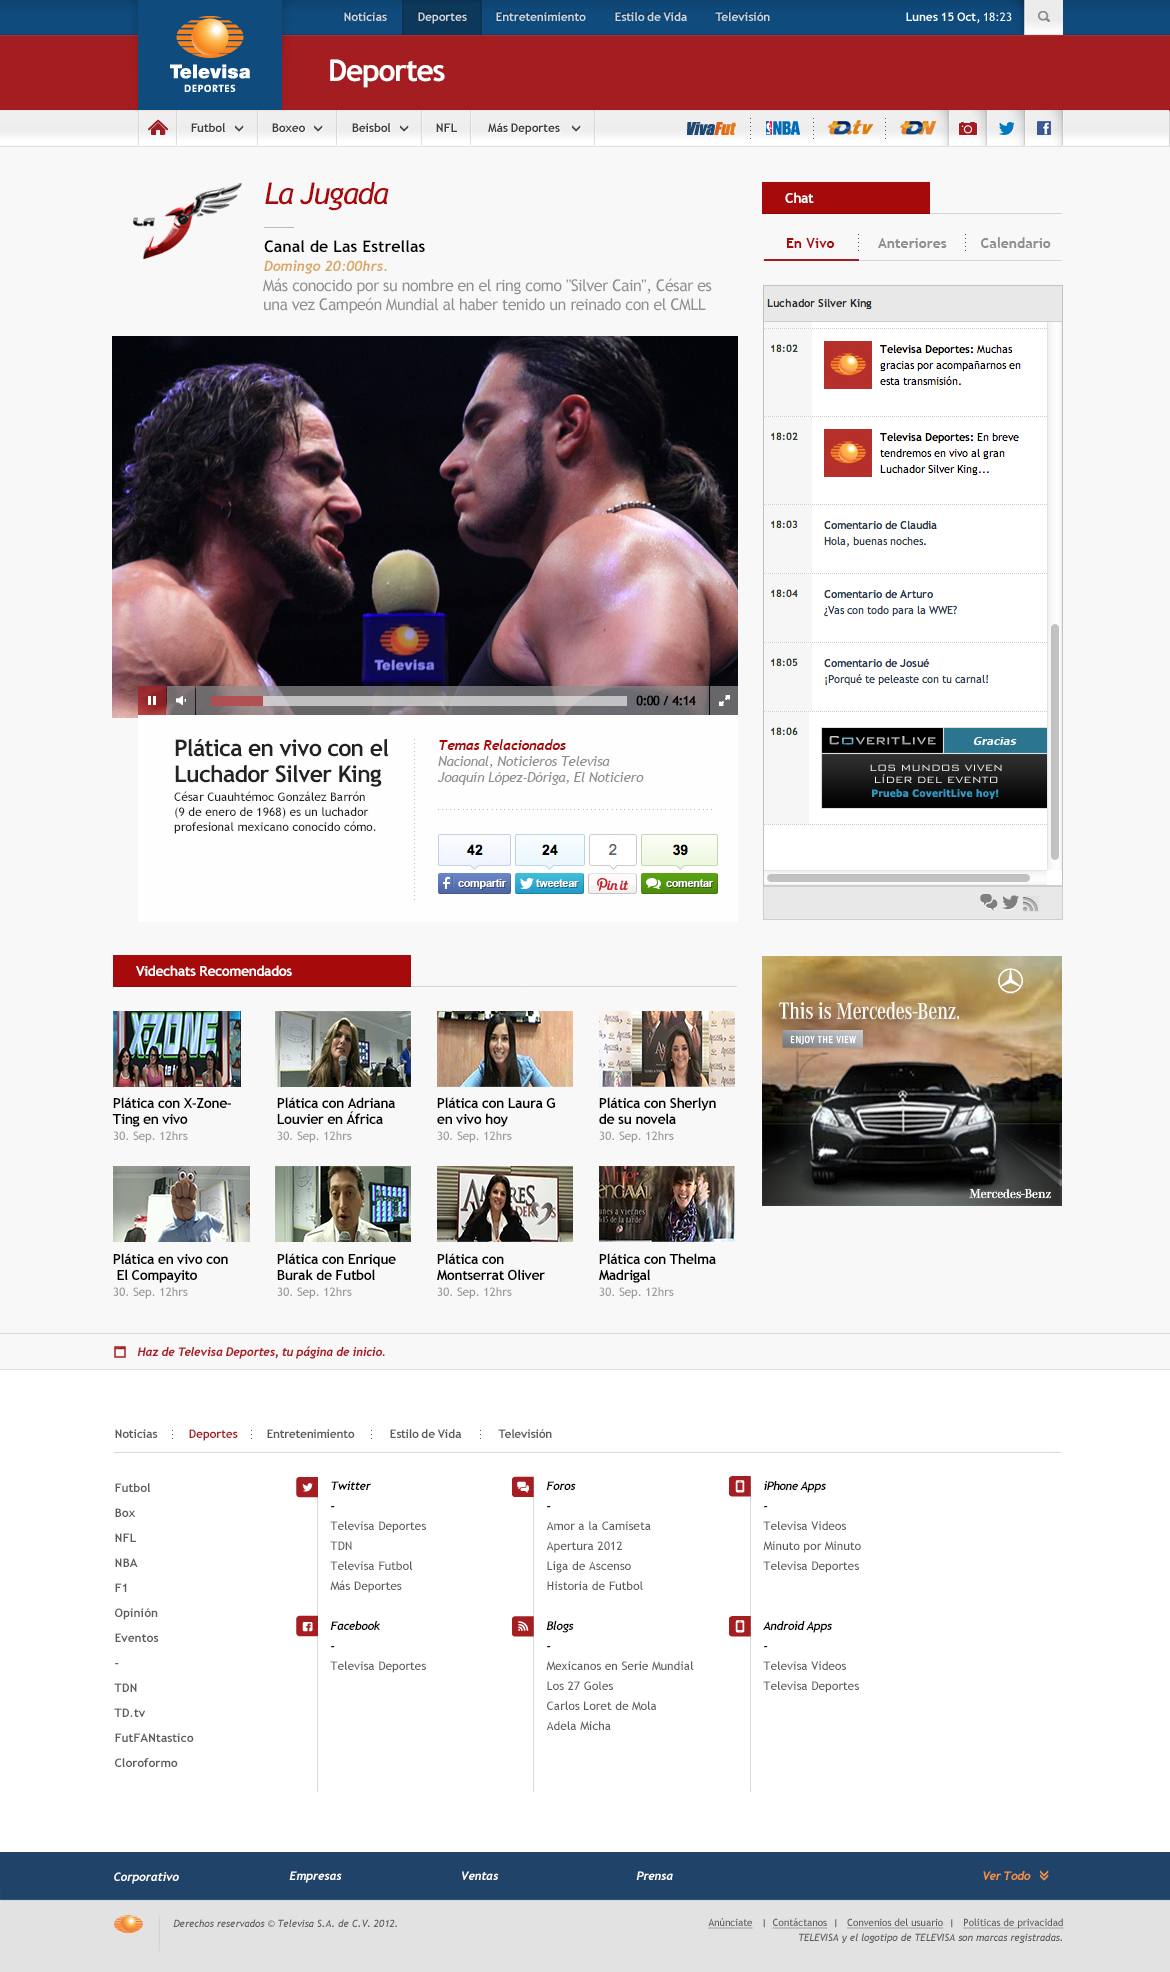 Noticias Deportes Entretenimiento Estilo de Vida Televisión Lunes 15 Oct, 18:23
Televisa
DEPORTES
Deportes
Futbol Boxeo Beisbol NFL Más Deportes VivaFut NBA TD.tv TDN
LA
La Jugada
Canal de Las Estrellas
Domingo 20:00hrs.
Más conocido por su nombre en el ring como "Silver Cain", César es
una vez Campeón Mundial al haber tenido un reinado con el CMLL
Televisa
0:00 / 4:14
Plática en vivo con el
Luchador Silver King
César Cuauhtémoc González Barrón
(9 de enero de 1968) es un luchador
profesional mexicano conocido cómo.
Temas Relacionados
Nacional, Noticieros Televisa
Joaquín López-Dóriga, El Noticiero
42 24 2 39
compartir tweetear Pin it comentar
Chat
En Vivo Anteriores Calendario
Luchador Silver King
18:02 Televisa Deportes: Muchas
gracias por acompañarnos en
esta transmisión.
18:02 Televisa Deportes: En breve
tendremos en vivo al gran
Luchador Silver King...
18:03 Comentario de Claudia
Hola, buenas noches.
18:04 Comentario de Arturo
¿Vas con todo para la WWE?
18:05 Comentario de Josué
¡Porqué te peleaste con tu carnal!
18:06 COVERITLIVE Gracias
LOS MUNDOS VIVEN
LÍDER DEL EVENTO
Prueba CoveritLive hoy!
Videchats Recomendados
X-ZONE
Plática con X-Zone-
Ting en vivo
30. Sep. 12hrs
Plática con Adriana
Louvier en África
30. Sep. 12hrs
Plática con Laura G
en vivo hoy
30. Sep. 12hrs
Plática con Sherlyn
de su novela
30. Sep. 12hrs
Plática en vivo con
El Compayito
30. Sep. 12hrs
Plática con Enrique
Burak de Futbol
30. Sep. 12hrs
Plática con
Montserrat Oliver
30. Sep. 12hrs
Plática con Thelma
Madrigal
30. Sep. 12hrs
This is Mercedes-Benz.
ENJOY THE VIEW
Mercedes-Benz
Haz de Televisa Deportes, tu página de inicio.
Noticias Deportes Entretenimiento Estilo de Vida Televisión
Futbol
Box
NFL
NBA
F1
Opinión
Eventos
-
TDN
TD.tv
FutFANtastico
Cloroformo
Twitter
-
Televisa Deportes
TDN
Televisa Futbol
Más Deportes
Facebook
-
Televisa Deportes
Foros
-
Amor a la Camiseta
Apertura 2012
Liga de Ascenso
Historia de Futbol
Blogs
-
Mexicanos en Serie Mundial
Los 27 Goles
Carlos Loret de Mola
Adela Micha
iPhone Apps
-
Televisa Videos
Minuto por Minuto
Televisa Deportes
Android Apps
-
Televisa Videos
Televisa Deportes
Corporativo Empresas Ventas Prensa Ver Todo
Derechos reservados © Televisa S.A. de C.V. 2012.
Anúnciate | Contáctanos | Convenios del usuario | Políticas de privacidad
TELEVISA y el logotipo de TELEVISA son marcas registradas.